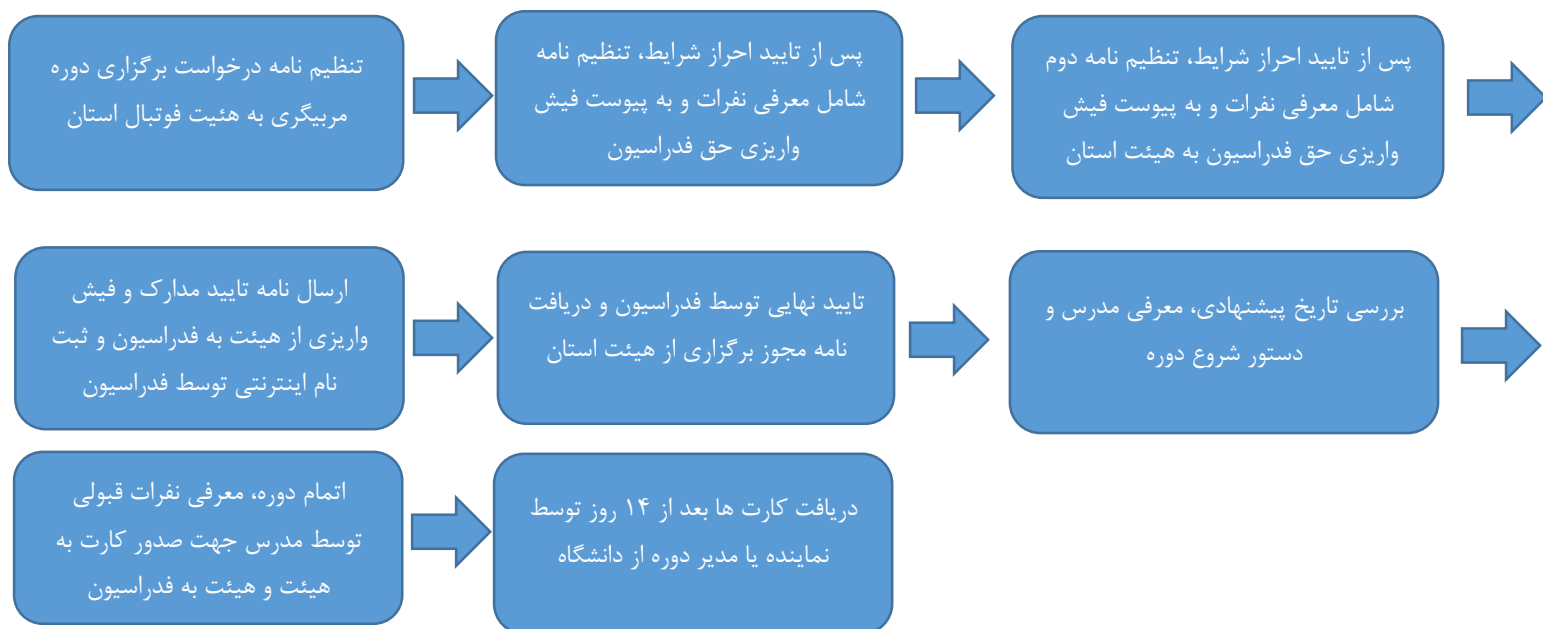 تنظیم نامه درخواست برگزاری دوره
مربیگری به هئیت فوتبال استان
پس از تایید احراز شرایط، تنظیم نامه
شامل معرفی نفرات و به پیوست فیش
واریزی حق فدراسیون
پس از تایید احراز شرایط، تنظیم نامه دوم
شامل معرفی نفرات و به پیوست فیش
واریزی حق فدراسیون به هیئت استان
ارسال نامه تایید مدارک و فیش
واریزی از هیئت به فدراسیون و ثبت
نام اینترنتی توسط فدراسیون
تایید نهایی توسط فدراسیون و دریافت
نامه مجوز برگزاری از هیئت استان
بررسی تاریخ پیشنهادی، معرفی مدرس و
دستور شروع دوره
اتمام دوره، معرفی نفرات قبولی
توسط مدرس جهت صدور کارت به
هیئت و هیئت به فدراسیون
دریافت کارت ها بعد از ۱۴ روز توسط
نماینده یا مدیر دوره از دانشگاه